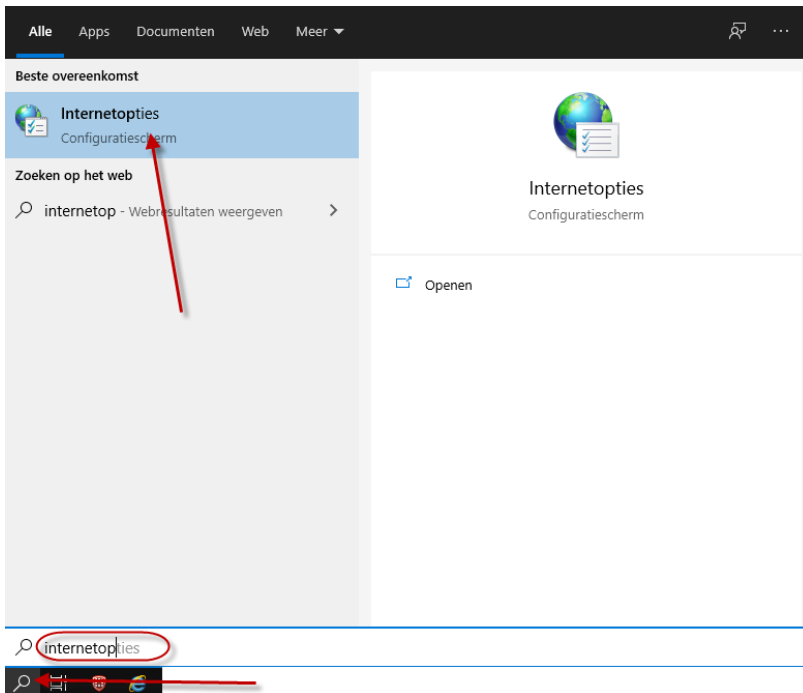 Alle Apps Documenten Web Meer
Beste overeenkomst
Internetopties
Configuratiescherm
Zoeken op het web
internetop - Webresultaten weergeven
Internetopties
Configuratiescherm
Openen
internetopties